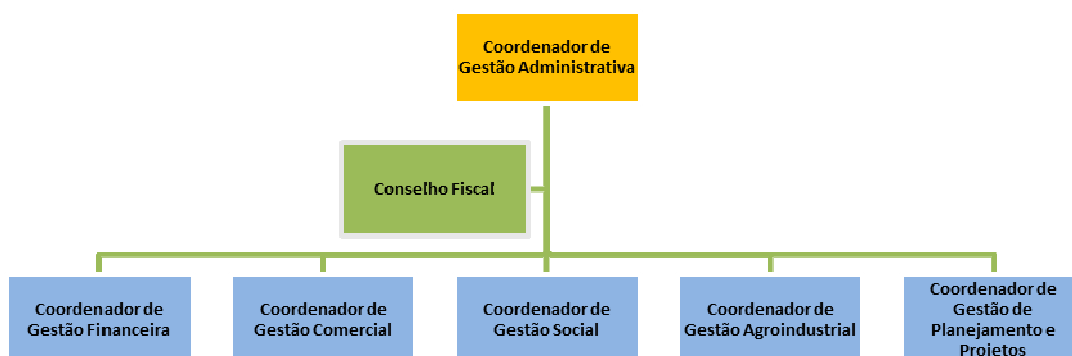 Coordenador de
Gestão Administrativa
Conselho Fiscal
Coordenador de
Gestão Financeira
Coordenador de
Gestão Comercial
Coordenador de
Gestão Social
Coordenador de
Gestão Agroindustrial
Coordenador de
Gestão de
Planejamento e
Projetos